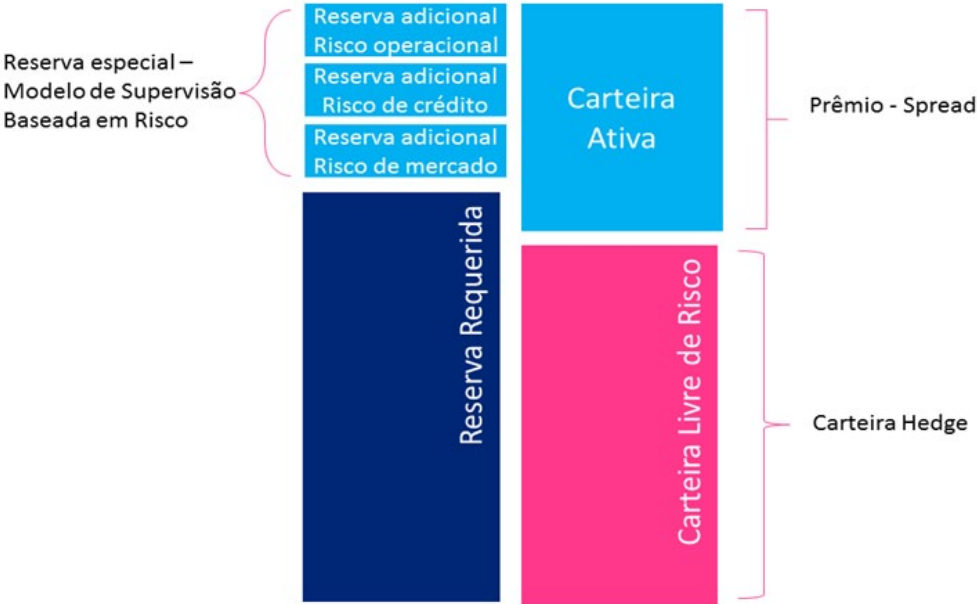 Reserva especial –
Modelo de Supervisão
Baseada em Risco
Reserva adicional
Risco operacional
Reserva adicional
Risco de crédito
Reserva adicional
Risco de mercado
Reserva Requerida
Carteira
Ativa
Carteira Livre de Risco
Prêmio - Spread
Carteira Hedge